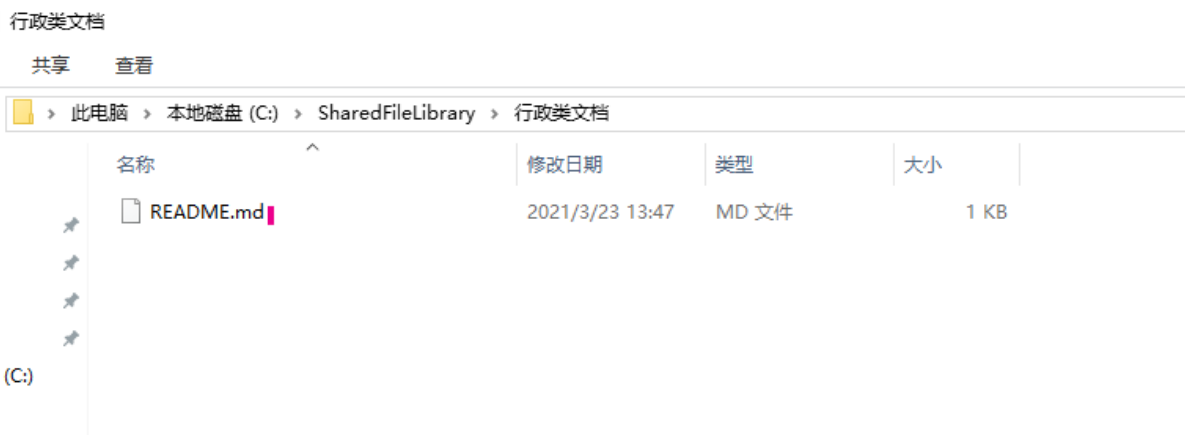 行政类文档
共享 查看
此电脑 > 本地磁盘 (C:) > SharedFileLibrary > 行政类文档
名称 修改日期 类型 大小
README.md 2021/3/23 13:47 MD 文件 1 KB
(C:)